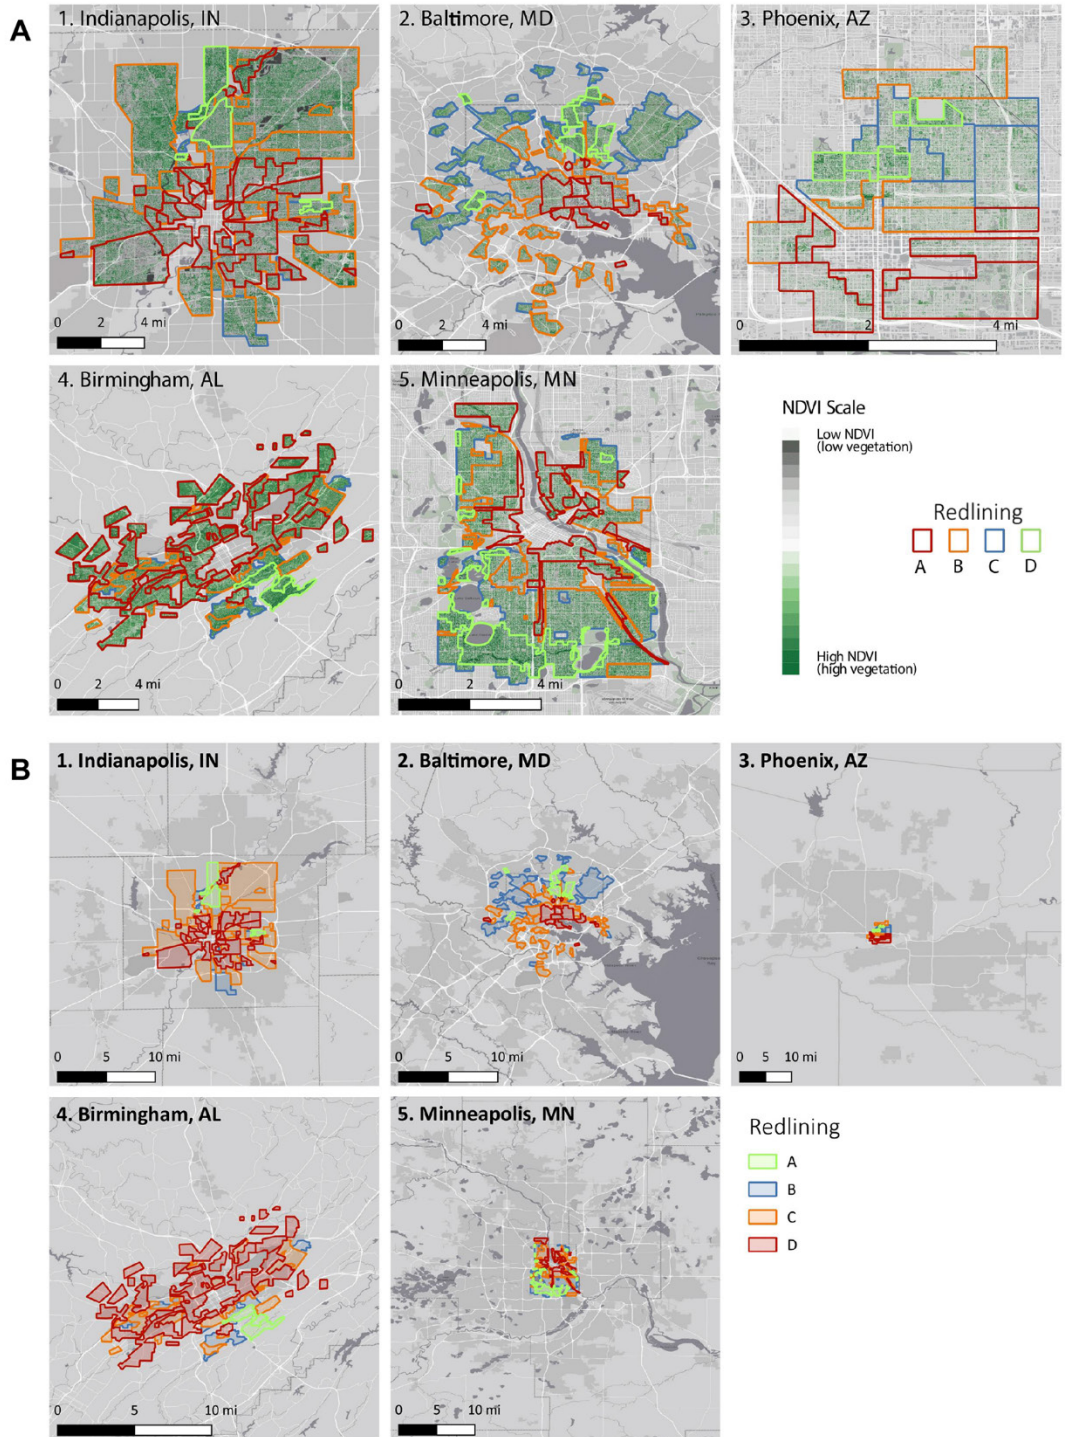 A
1. Indianapolis, IN
2. Baltimore, MD
3. Phoenix, AZ
0 2 4 mi
0 2 4 mi
0 2 4 mi
4. Birmingham, AL
5. Minneapolis, MN
NDVI Scale
Low NDVI
(low vegetation)
High NDVI
(high vegetation)
Redlining
A B C D
0 2 4 mi
0 2 4 mi
B
1. Indianapolis, IN
2. Baltimore, MD
3. Phoenix, AZ
0 5 10 mi
0 5 10 mi
0 5 10 mi
4. Birmingham, AL
5. Minneapolis, MN
Redlining
A
B
C
D
0 5 10 mi
0 5 10 mi